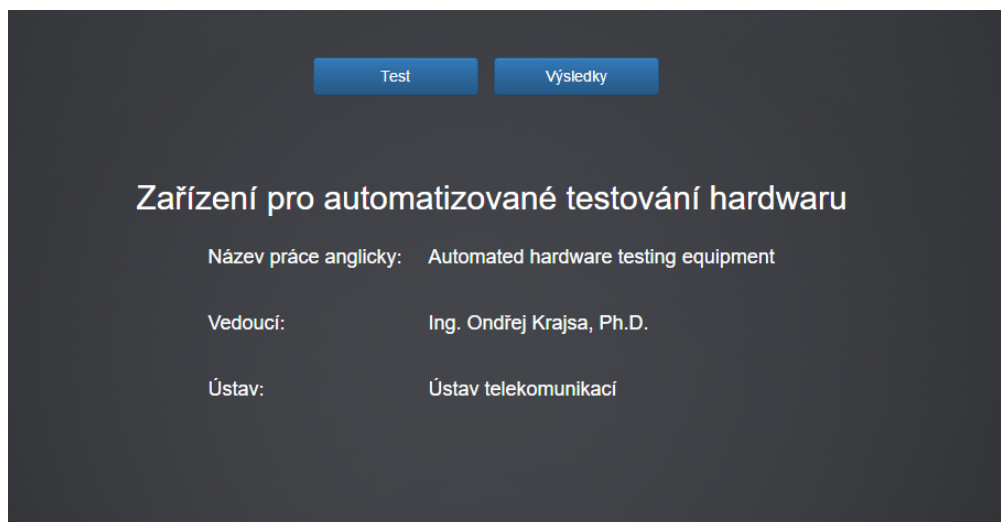 Test Výsledky
Zařízení pro automatizované testování hardwaru
Název práce anglicky: Automated hardware testing equipment
Vedoucí: Ing. Ondřej Krajsa, Ph.D.
Ústav: Ústav telekomunikací